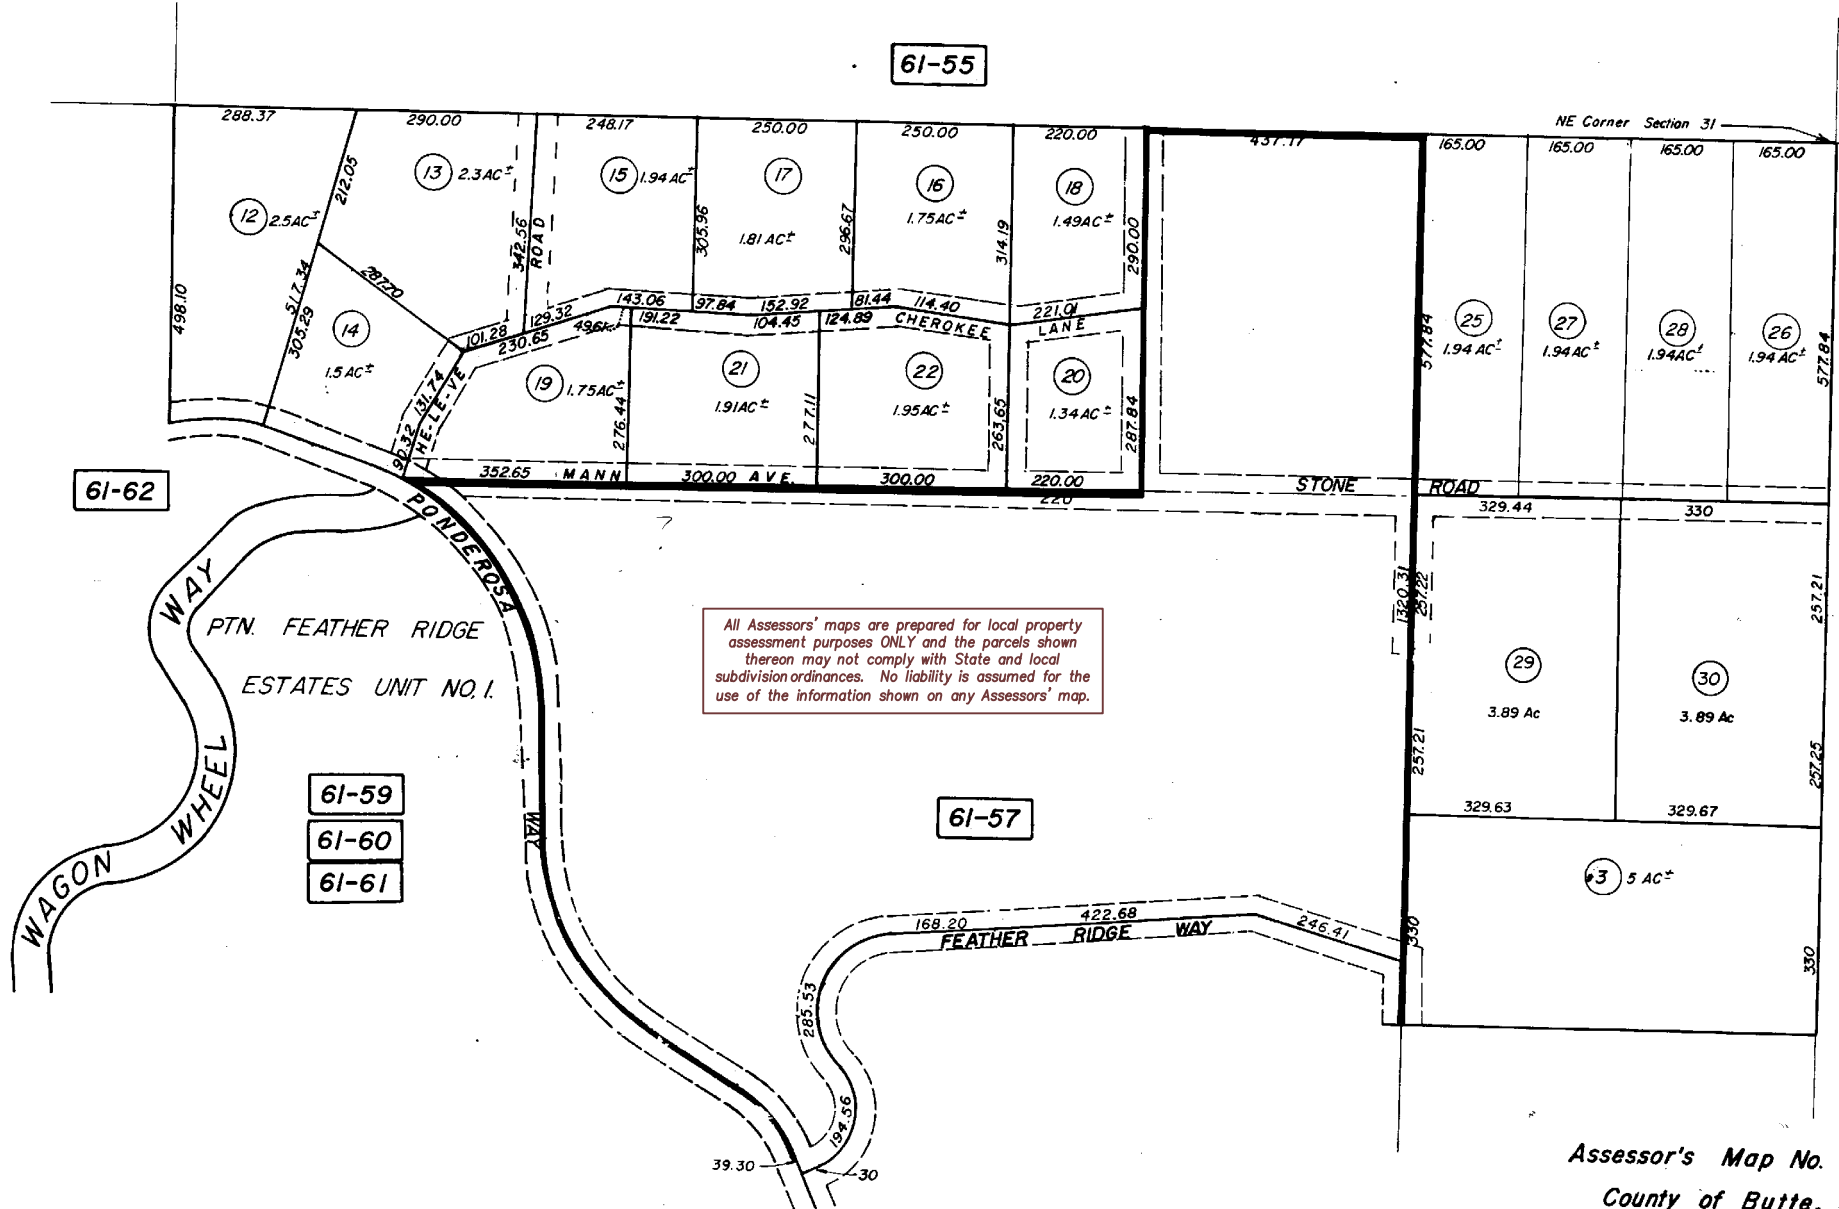 61-55
NE Corner Section 31
288.37
290.00
248.17
250.00
250.00
220.00
437.17
165.00
165.00
165.00
165.00
12 2.5AC±
13 2.3AC±
15 1.94AC±
17
1.81AC±
16
1.75AC±
18
1.49AC±
212.05
517.34
305.29
498.10
287.70
342.56
ROAD
305.96
296.67
314.19
290.00
14
1.5AC±
101.28
129.32
230.65
49.61
143.06
97.84
152.92
81.44
114.40
221.01
191.22
104.45
124.89
CHEROKEE LANE
131.74
90.32
HE-LE-VE
19 1.75AC±
21
1.91AC±
22
1.95AC±
20
1.34AC±
276.44
277.11
263.65
287.84
25
1.94AC±
27
1.94AC±
28
1.94AC±
26
1.94AC±
577.84
577.84
352.65
MANN AVE.
300.00
300.00
220.00
220
STONE ROAD
329.44
330
61-62
PONDEROSA WAY
WAGON WHEEL WAY
PTN. FEATHER RIDGE
ESTATES UNIT NO. 1.
All Assessors' maps are prepared for local property
assessment purposes ONLY and the parcels shown
thereon may not comply with State and local
subdivision ordinances. No liability is assumed for the
use of the information shown on any Assessors' map.
1320.31
257.22
257.21
29
3.89 Ac
30
3.89 Ac
257.21
257.25
329.63
329.67
61-59
61-60
61-61
61-57
3 5 AC±
330
330
168.20
422.68
246.41
FEATHER RIDGE WAY
285.53
194.56
39.30
30
Assessor's Map No.
County of Butte,